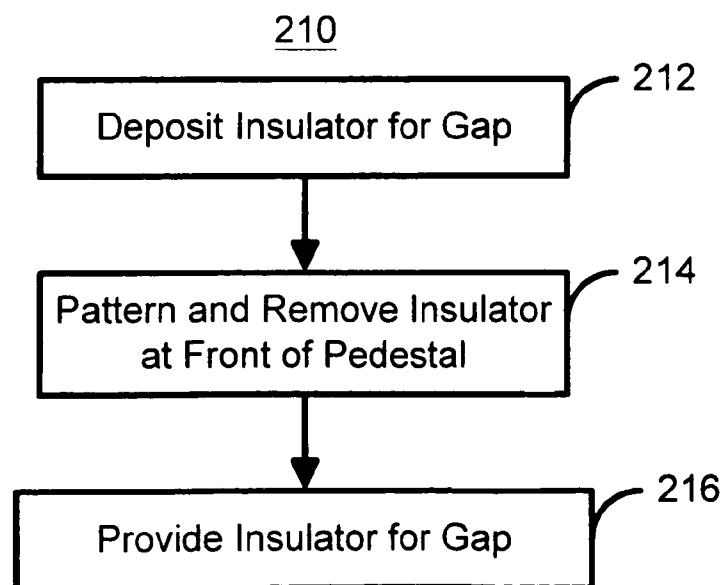 210
212
Deposit Insulator for Gap
214
Pattern and Remove Insulator
at Front of Pedestal
216
Provide Insulator for Gap